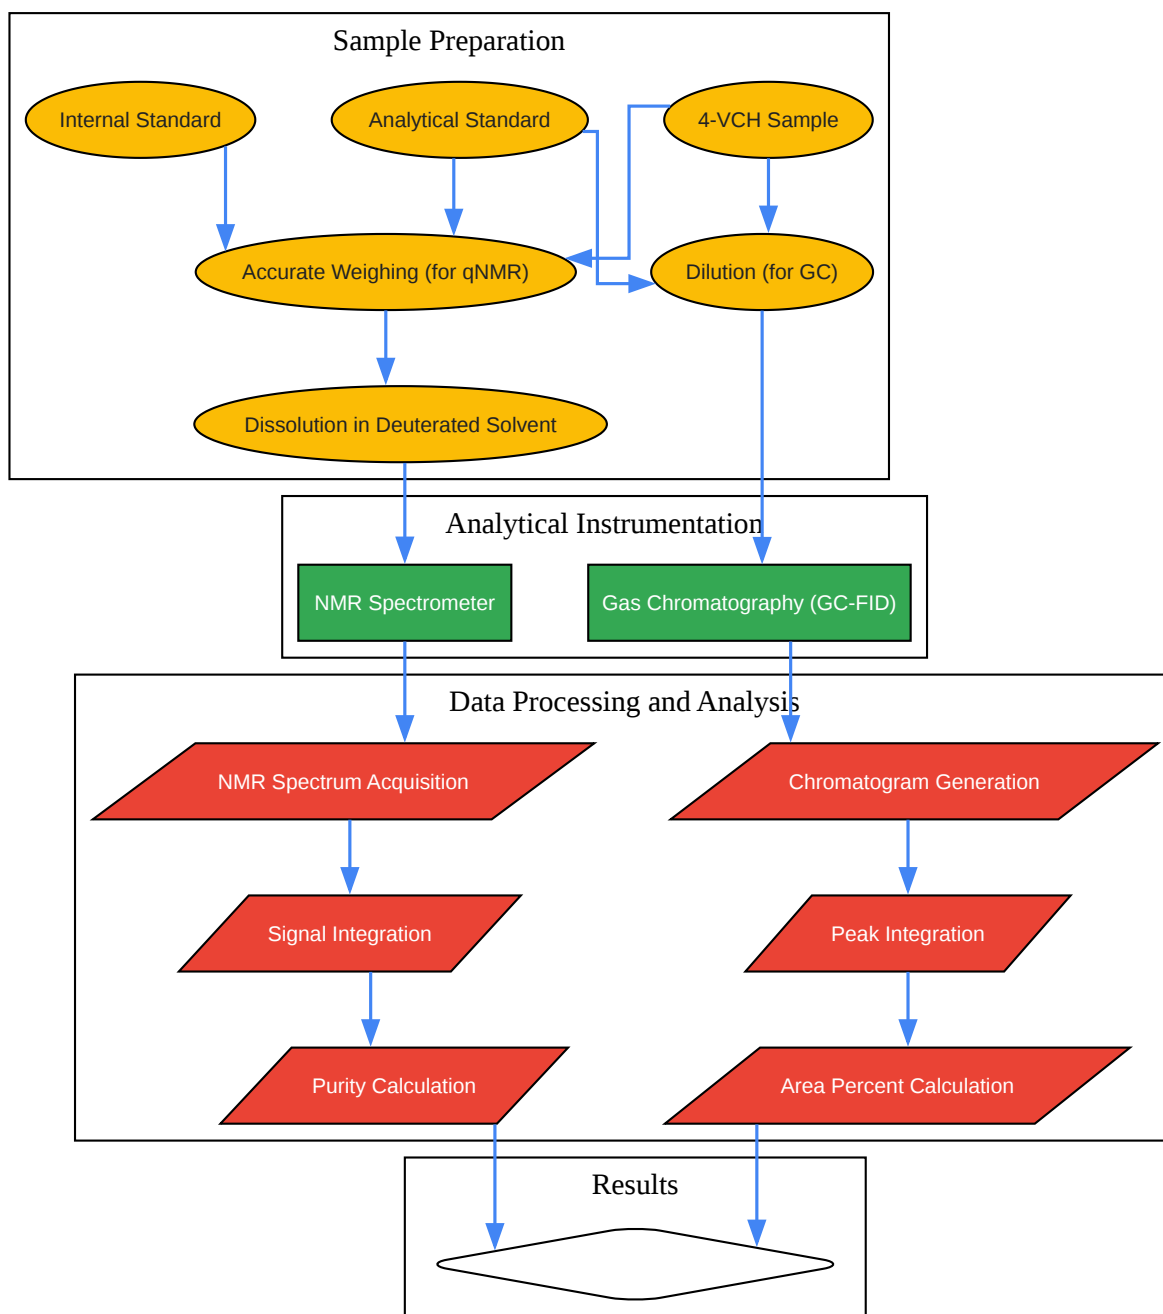 Sample Preparation
Internal Standard
Analytical Standard
4-VCH Sample
Accurate Weighing (for qNMR)
Dilution (for GC)
Dissolution in Deuterated Solvent
Analytical Instrumentation
NMR Spectrometer
Gas Chromatography (GC-FID)
Data Processing and Analysis
NMR Spectrum Acquisition
Chromatogram Generation
Signal Integration
Peak Integration
Purity Calculation
Area Percent Calculation
Results